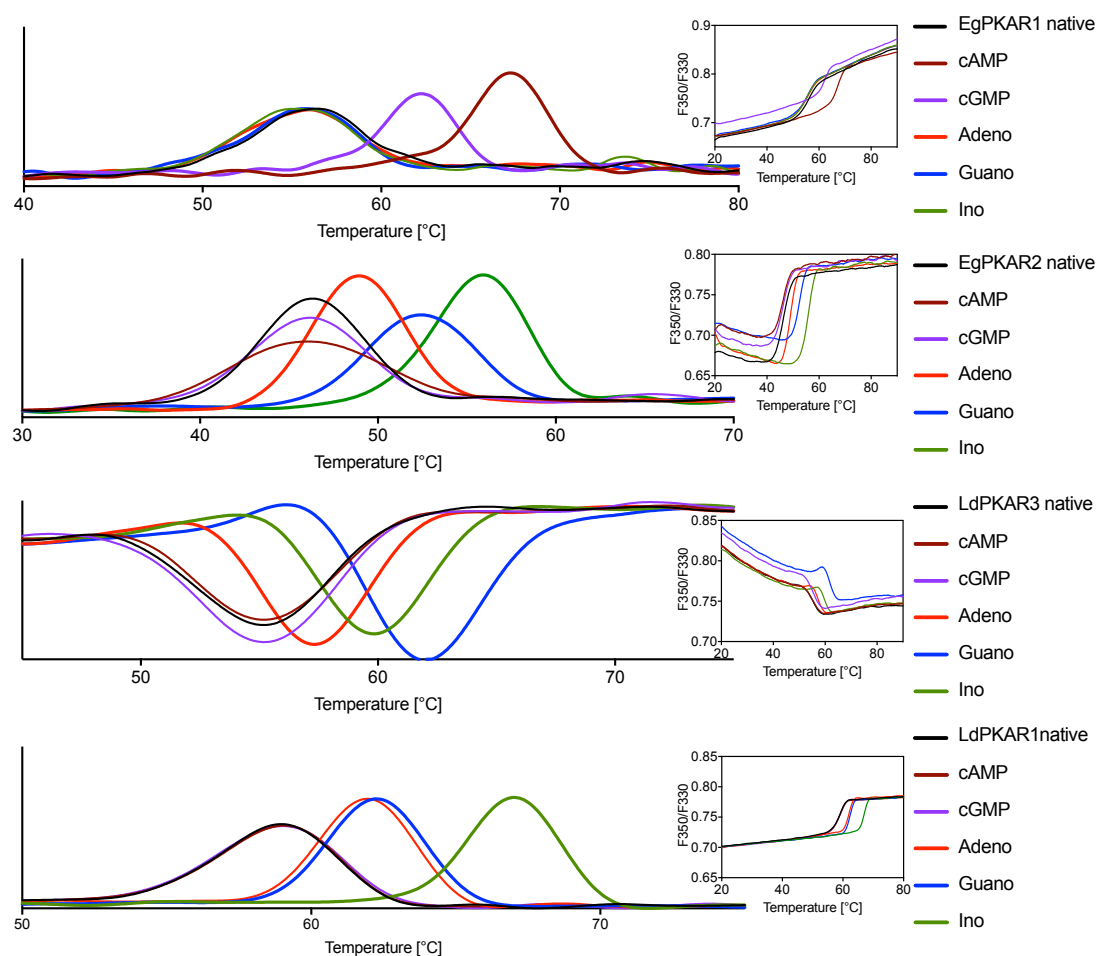 EgPKAR1 native
cAMP
cGMP
Adeno
Guano
Ino
0.9
0.8
0.7
F350/F330
20 40 60 80
Temperature [°C]
40 50 60 70 80
Temperature [°C]
EgPKAR2 native
cAMP
cGMP
Adeno
Guano
Ino
0.80
0.75
0.70
0.65
F350/F330
20 40 60 80
Temperature [°C]
30 40 50 60 70
Temperature [°C]
LdPKAR3 native
cAMP
cGMP
Adeno
Guano
Ino
0.85
0.80
0.75
0.70
F350/F330
20 40 60 80
Temperature [°C]
50 60 70
Temperature [°C]
LdPKAR1native
cAMP
cGMP
Adeno
Guano
Ino
0.85
0.75
0.70
0.65
F350/F330
20 40 60 80
Temperature [°C]
50 60 70
Temperature [°C]